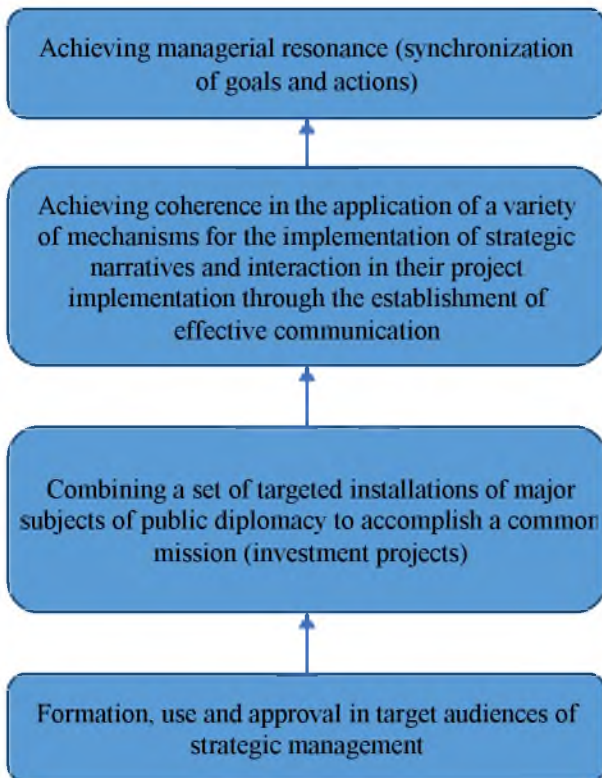 Achieving managerial resonance (synchronization
of goals and actions)
Achieving coherence in the application of a variety
of mechanisms for the implementation of strategic
narratives and interaction in their project
implementation through the establishment of
effective communication
Combining a set of targeted installations of major
subjects of public diplomacy to accomplish a common
mission (investment projects)
Formation, use and approval in target audiences of
strategic management